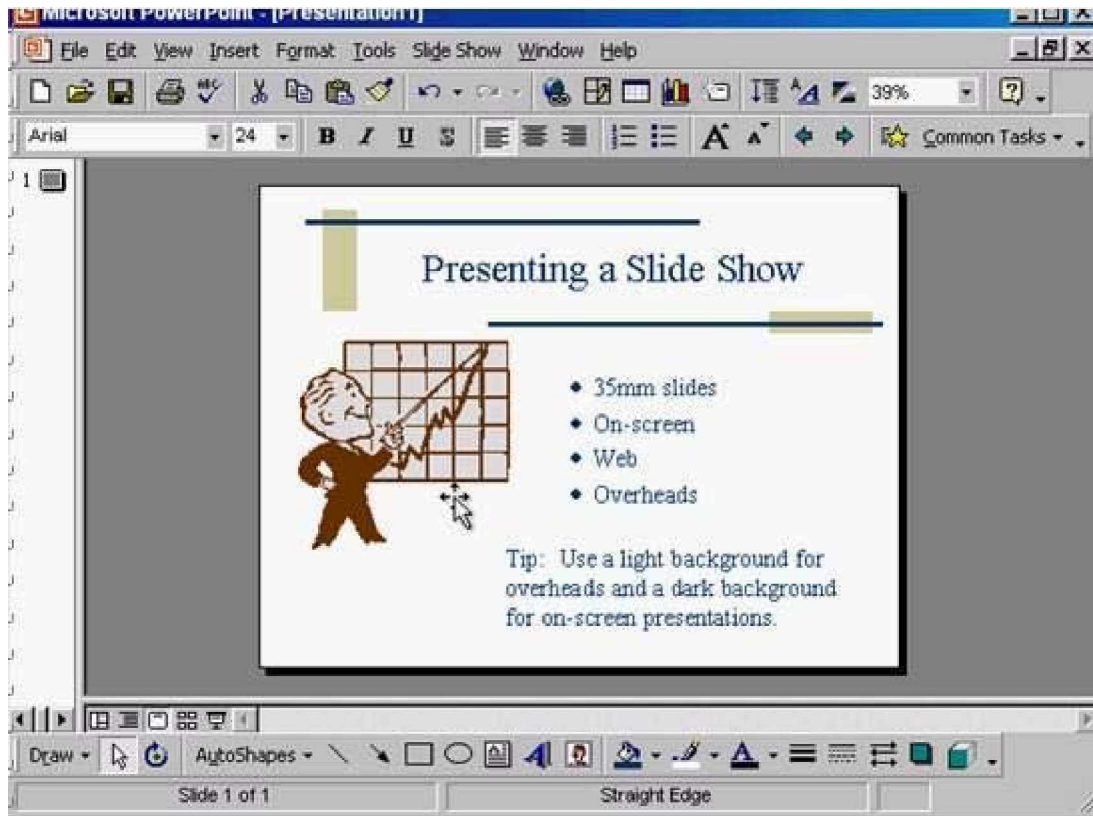 Microsoft PowerPoint - [Presentation1]
File Edit View Insert Format Tools Slide Show Window Help
ABC A 39% ?
Arial 24 B I U S A A Common Tasks
1
Presenting a Slide Show
35mm slides
On-screen
Web
Overheads
Tip: Use a light background for
overheads and a dark background
for on-screen presentations.
Draw AutoShapes A A
Slide 1 of 1 Straight Edge